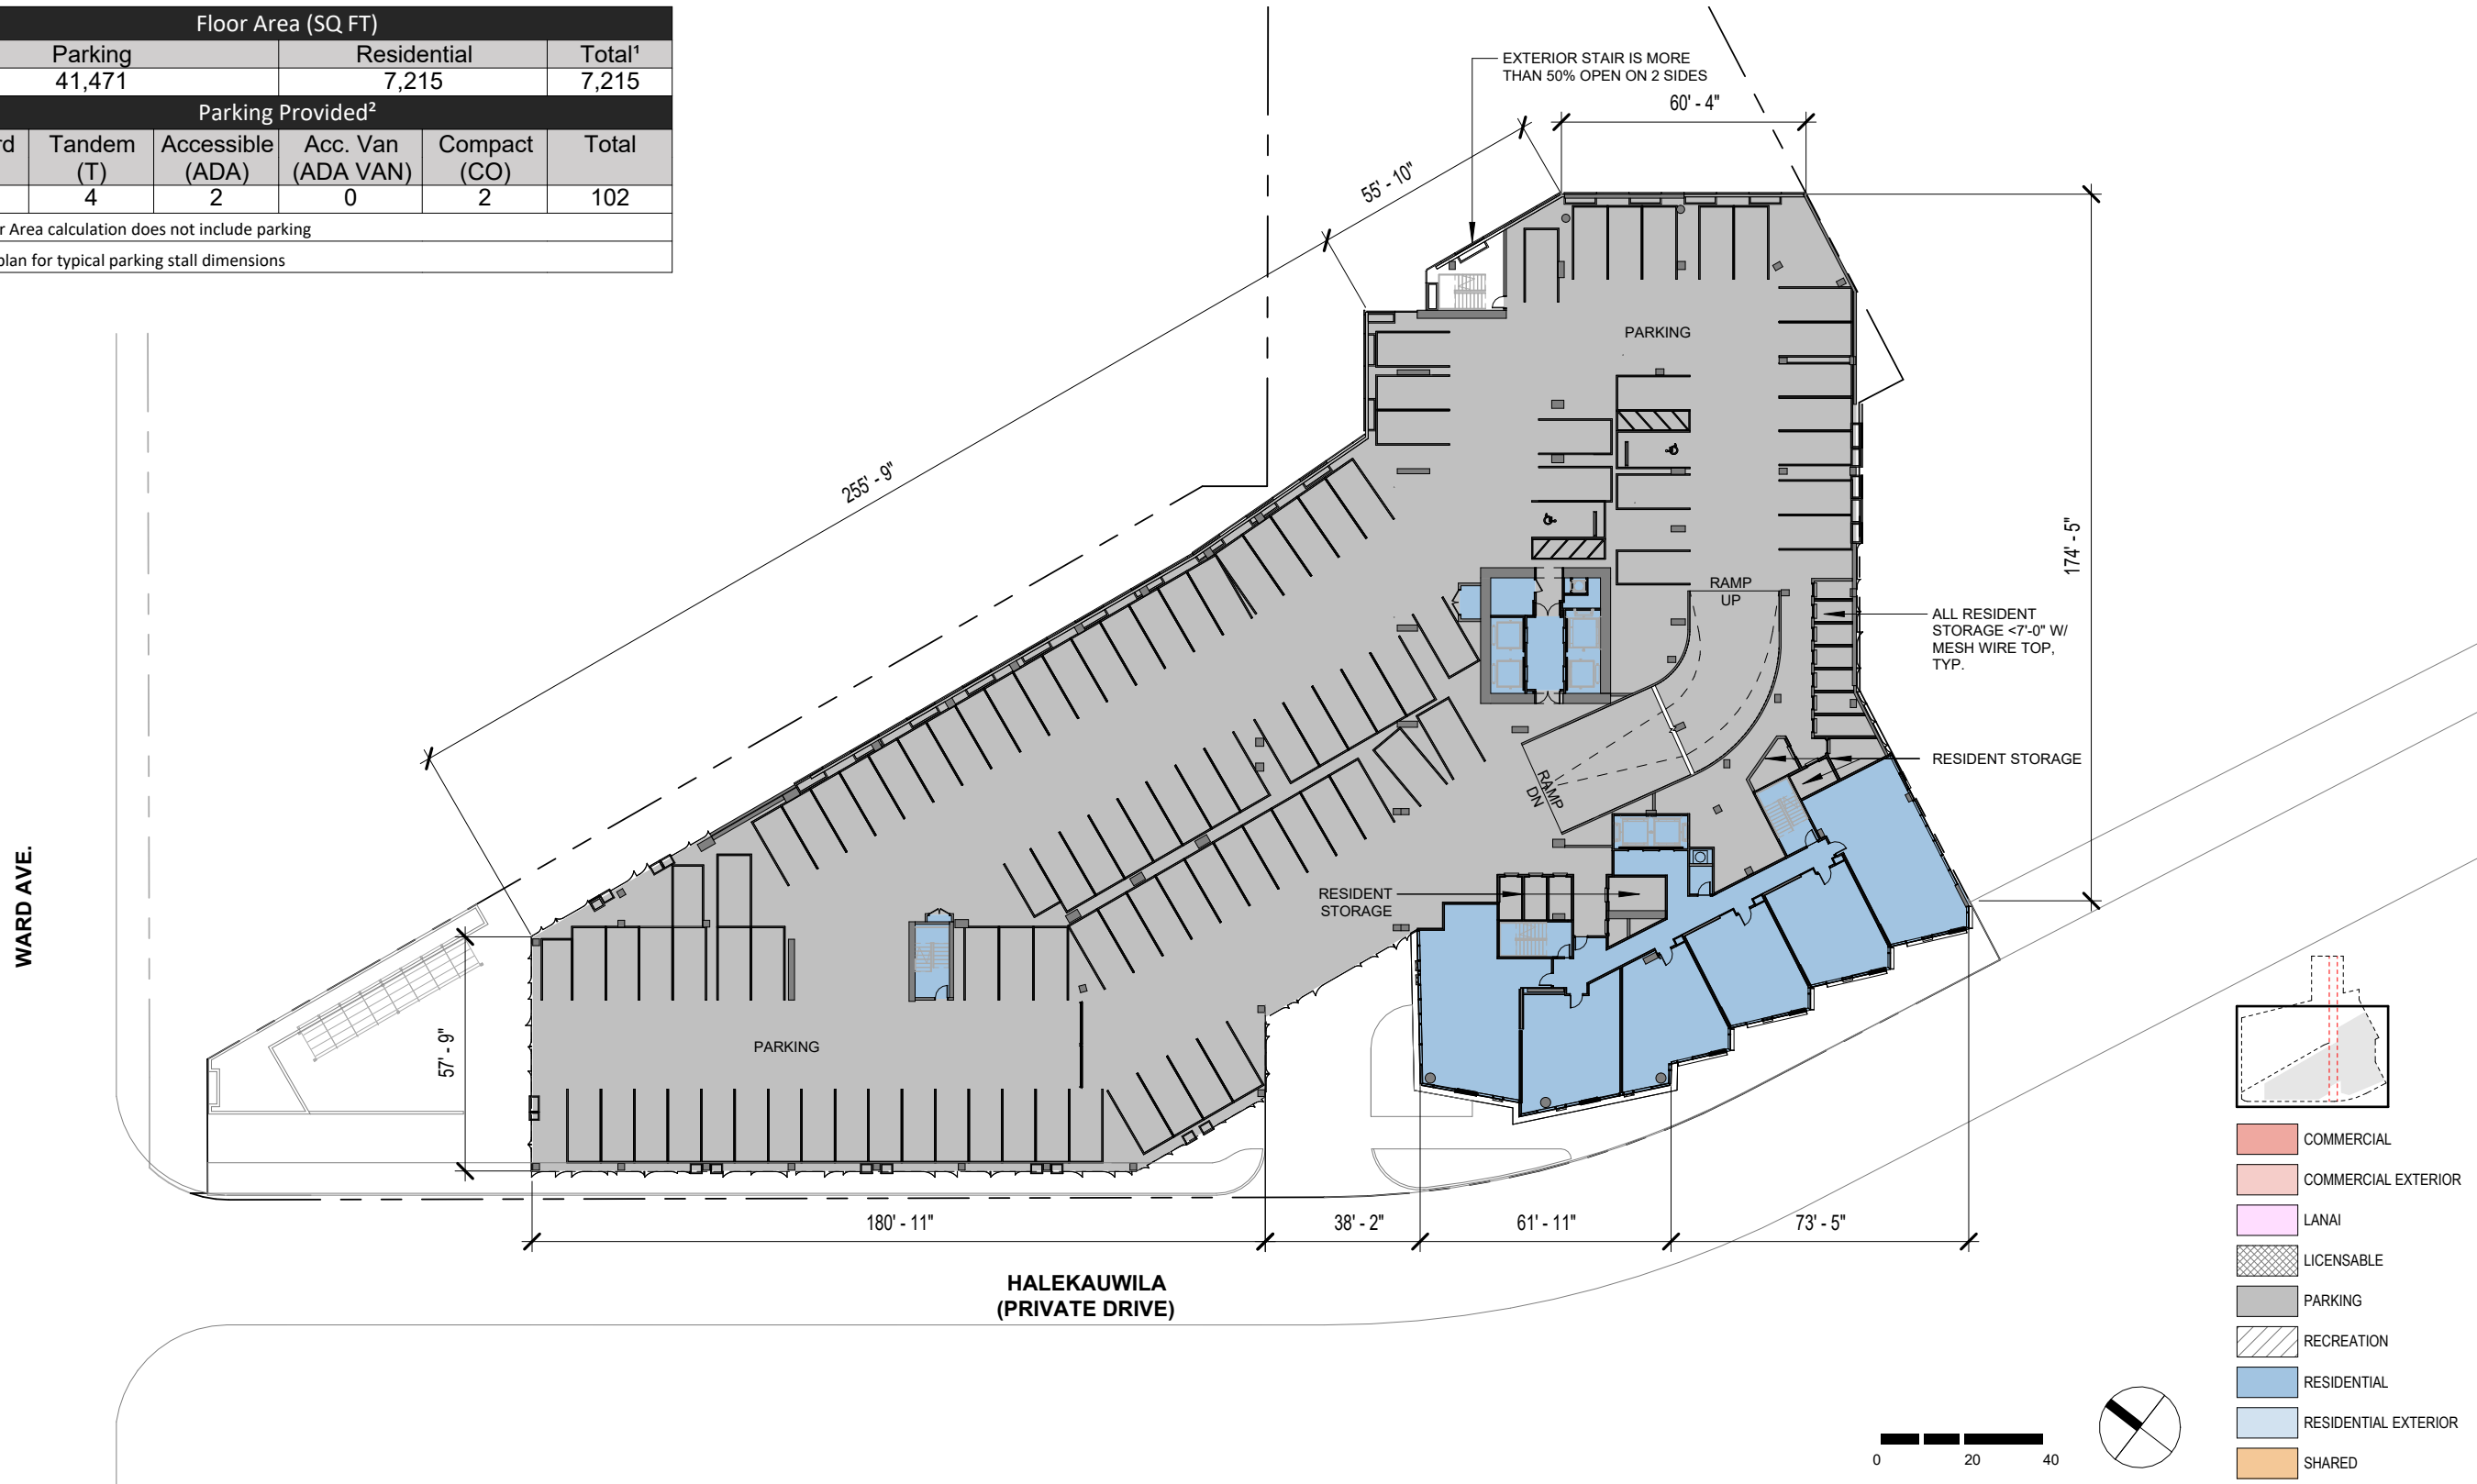 Floor Area (SQ FT)
Parking Residential Total¹
41,471 7,215 7,215
Parking Provided²
Tandem Accessible Acc. Van Compact Total
(T) (ADA) (ADA VAN) (CO)
4 2 0 2 102
Area calculation does not include parking
plan for typical parking stall dimensions
EXTERIOR STAIR IS MORE
THAN 50% OPEN ON 2 SIDES
60' - 4"
55' - 10"
255' - 9"
PARKING
174' - 5"
RAMP
UP
ALL RESIDENT
STORAGE <7'-0" W/
MESH WIRE TOP,
TYP.
RESIDENT STORAGE
RAMP
DN
RESIDENT
STORAGE
WARD AVE.
57' - 9"
PARKING
180' - 11"
38' - 2"
61' - 11"
73' - 5"
HALEKAUWILA
(PRIVATE DRIVE)
COMMERCIAL
COMMERCIAL EXTERIOR
LANAI
LICENSABLE
PARKING
RECREATION
RESIDENTIAL
RESIDENTIAL EXTERIOR
SHARED
0 20 40